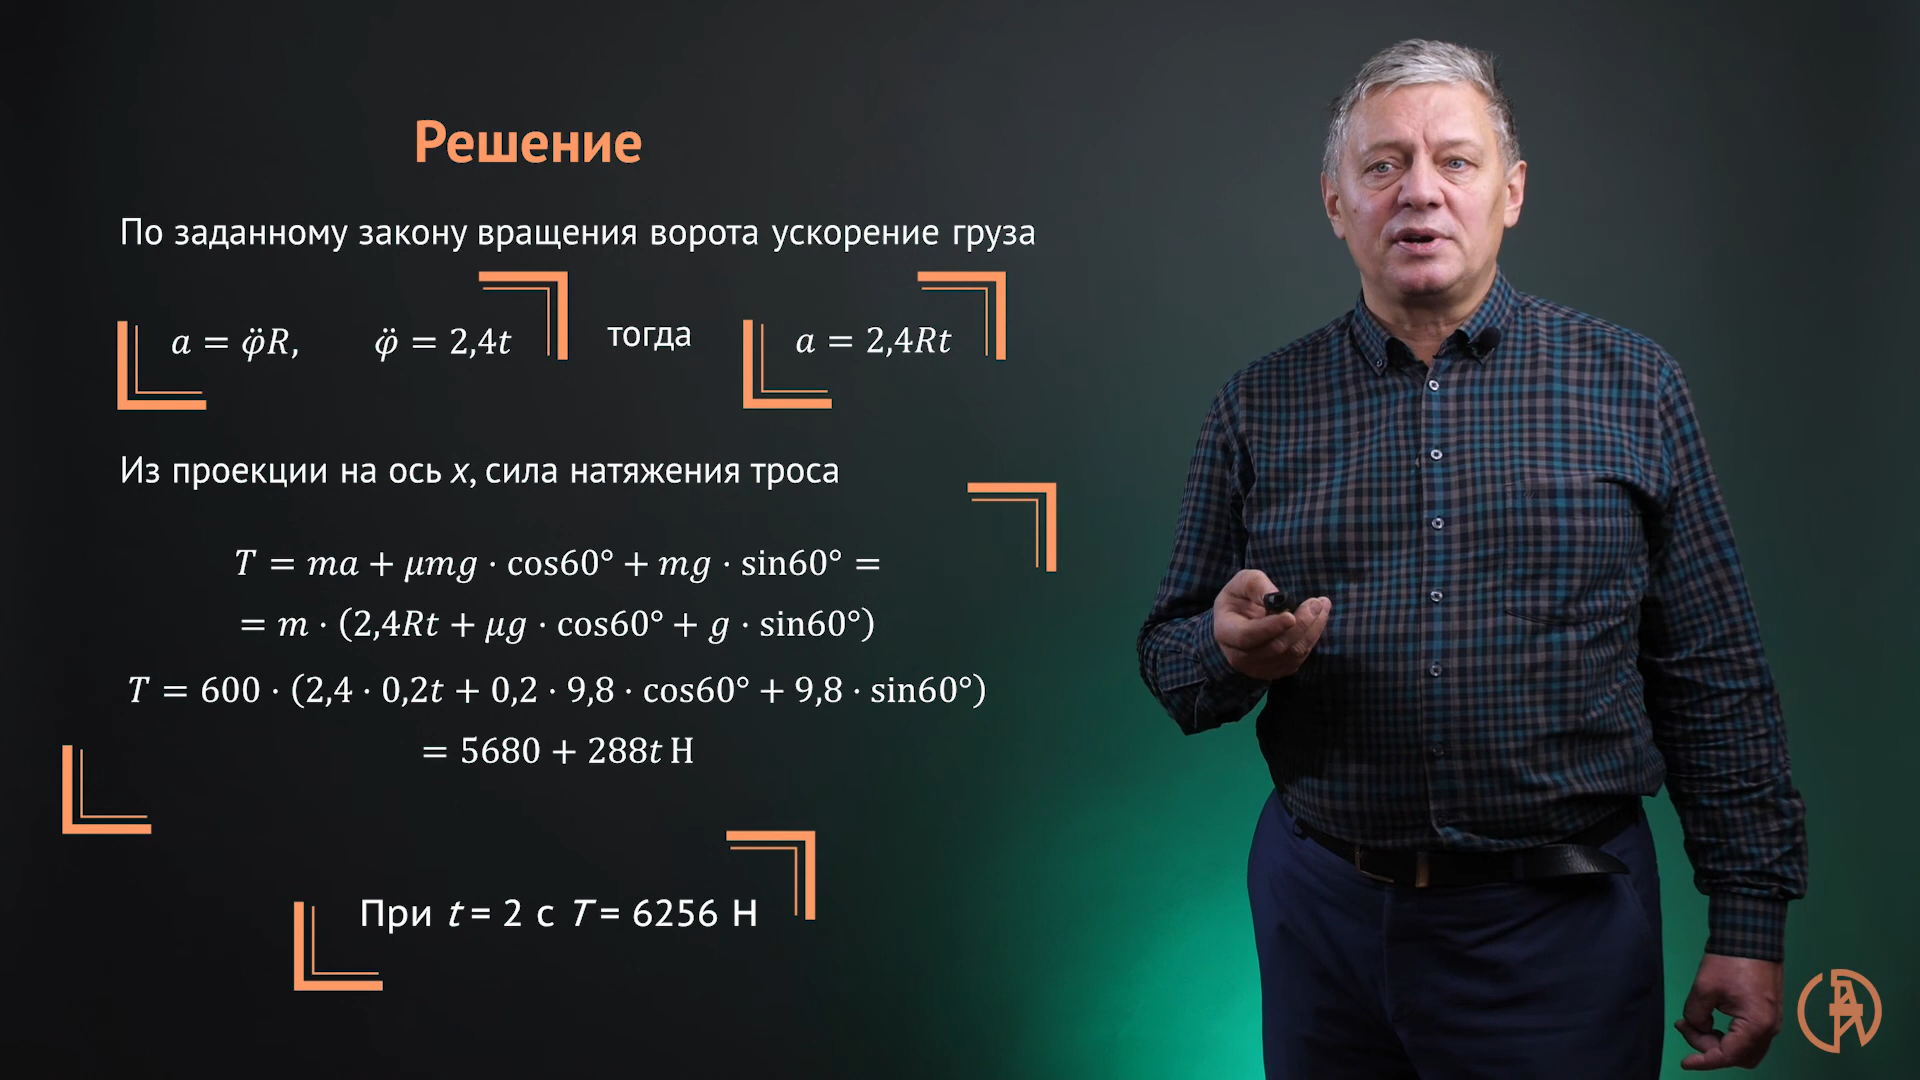 Решение
По заданному закону вращения ворота ускорение груза
a = φ̈R, φ̈ = 2,4t тогда a = 2,4Rt
Из проекции на ось x, сила натяжения троса
T = ma + μmg · cos60° + mg · sin60° =
= m · (2,4Rt + μg · cos60° + g · sin60°)
T = 600 · (2,4 · 0,2t + 0,2 · 9,8 · cos60° + 9,8 · sin60°)
= 5680 + 288t Н
При t = 2 с T = 6256 Н